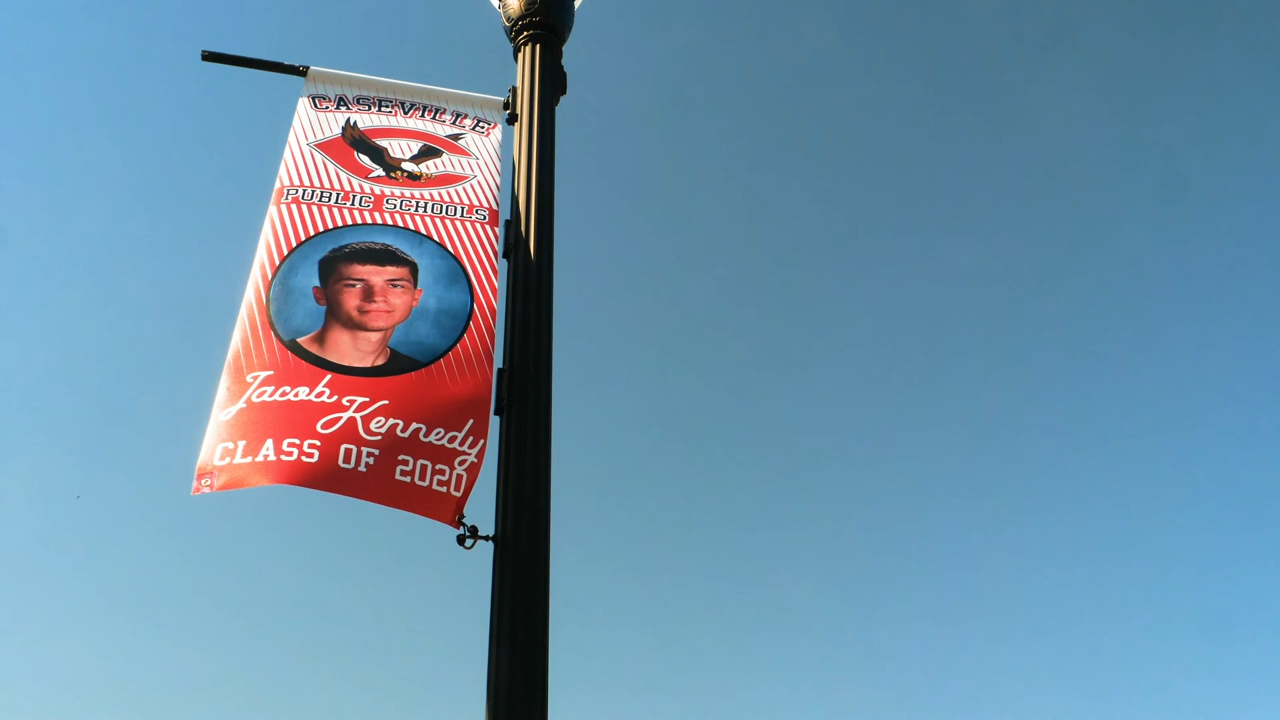 CASEVILLE
PUBLIC SCHOOLS
Jacob
Kennedy
CLASS OF 2020